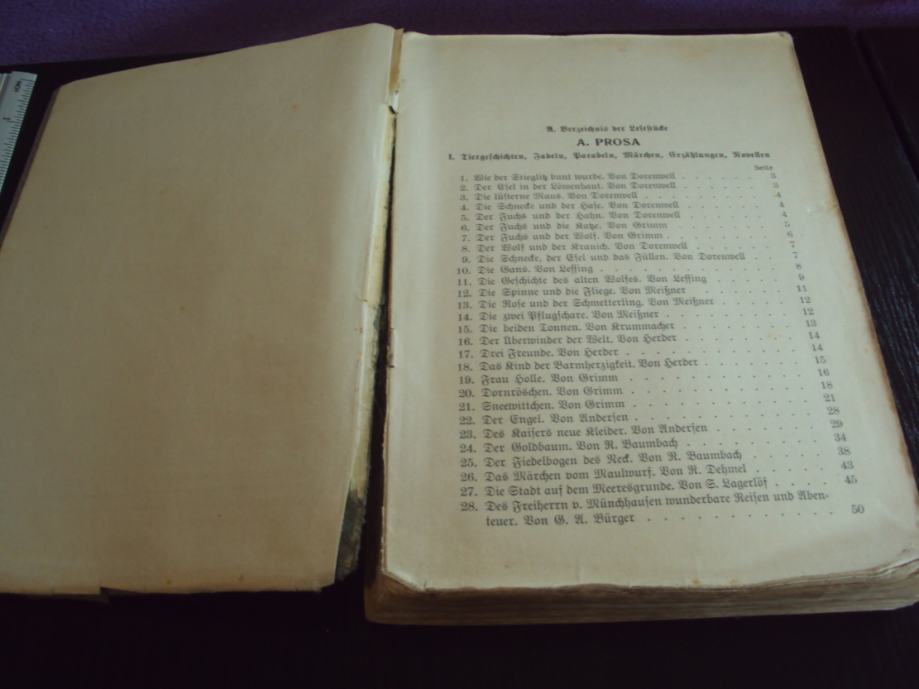 A. Verzeichnis der Lesestücke
A. PROSA
I. Tiergeschichten, Fabeln, Parabeln, Märchen, Erzählungen, Novellen
Seite
1. Wie der Stieglitz bunt wurde. Von Dorenwell . . . . . . . 3
2. Der Esel in der Löwenhaut. Von Dorenwell . . . . . . . 3
3. Die lüsterne Maus. Von Dorenwell . . . . . . . . . 4
4. Die Schnecke und der Hase. Von Dorenwell . . . . . . . 4
5. Der Fuchs und der Hahn. Von Dorenwell . . . . . . . 4
6. Der Fuchs und die Katze. Von Grimm . . . . . . . . 5
7. Der Fuchs und der Wolf. Von Grimm . . . . . . . . 6
8. Der Wolf und der Kranich. Von Dorenwell . . . . . . . 7
9. Die Schnecke, der Esel und das Füllen. Von Dorenwell . . . 7
10. Die Gans. Von Lessing . . . . . . . . . . . . 8
11. Die Geschichte des alten Wolfes. Von Lessing . . . . . . 9
12. Die Spinne und die Fliege. Von Meißner . . . . . . . 11
13. Die Rose und der Schmetterling. Von Meißner . . . . . 12
14. Die zwei Pflugschare. Von Meißner . . . . . . . . 12
15. Die beiden Tonnen. Von Krummacher . . . . . . . . 13
16. Der Überwinder der Welt. Von Herder . . . . . . . . 14
17. Drei Freunde. Von Herder . . . . . . . . . . . 14
18. Das Kind der Barmherzigkeit. Von Herder . . . . . . . 15
19. Frau Holle. Von Grimm . . . . . . . . . . . . 16
20. Dornröschen. Von Grimm . . . . . . . . . . . 18
21. Sneewittchen. Von Grimm . . . . . . . . . . . 21
22. Der Engel. Von Andersen . . . . . . . . . . . 28
23. Des Kaisers neue Kleider. Von Andersen . . . . . . . 29
24. Der Goldbaum. Von R. Baumbach . . . . . . . . . 34
25. Der Fiedelbogen des Neck. Von R. Baumbach . . . . . . 38
26. Das Märchen vom Maulwurf. Von R. Dehmel . . . . . . 43
27. Die Stadt auf dem Meeresgrunde. Von S. Lagerlöf . . . . 45
28. Des Freiherrn v. Münchhausen wunderbare Reisen und Aben-
teuer. Von G. A. Bürger . . . . . . . . . . . 50